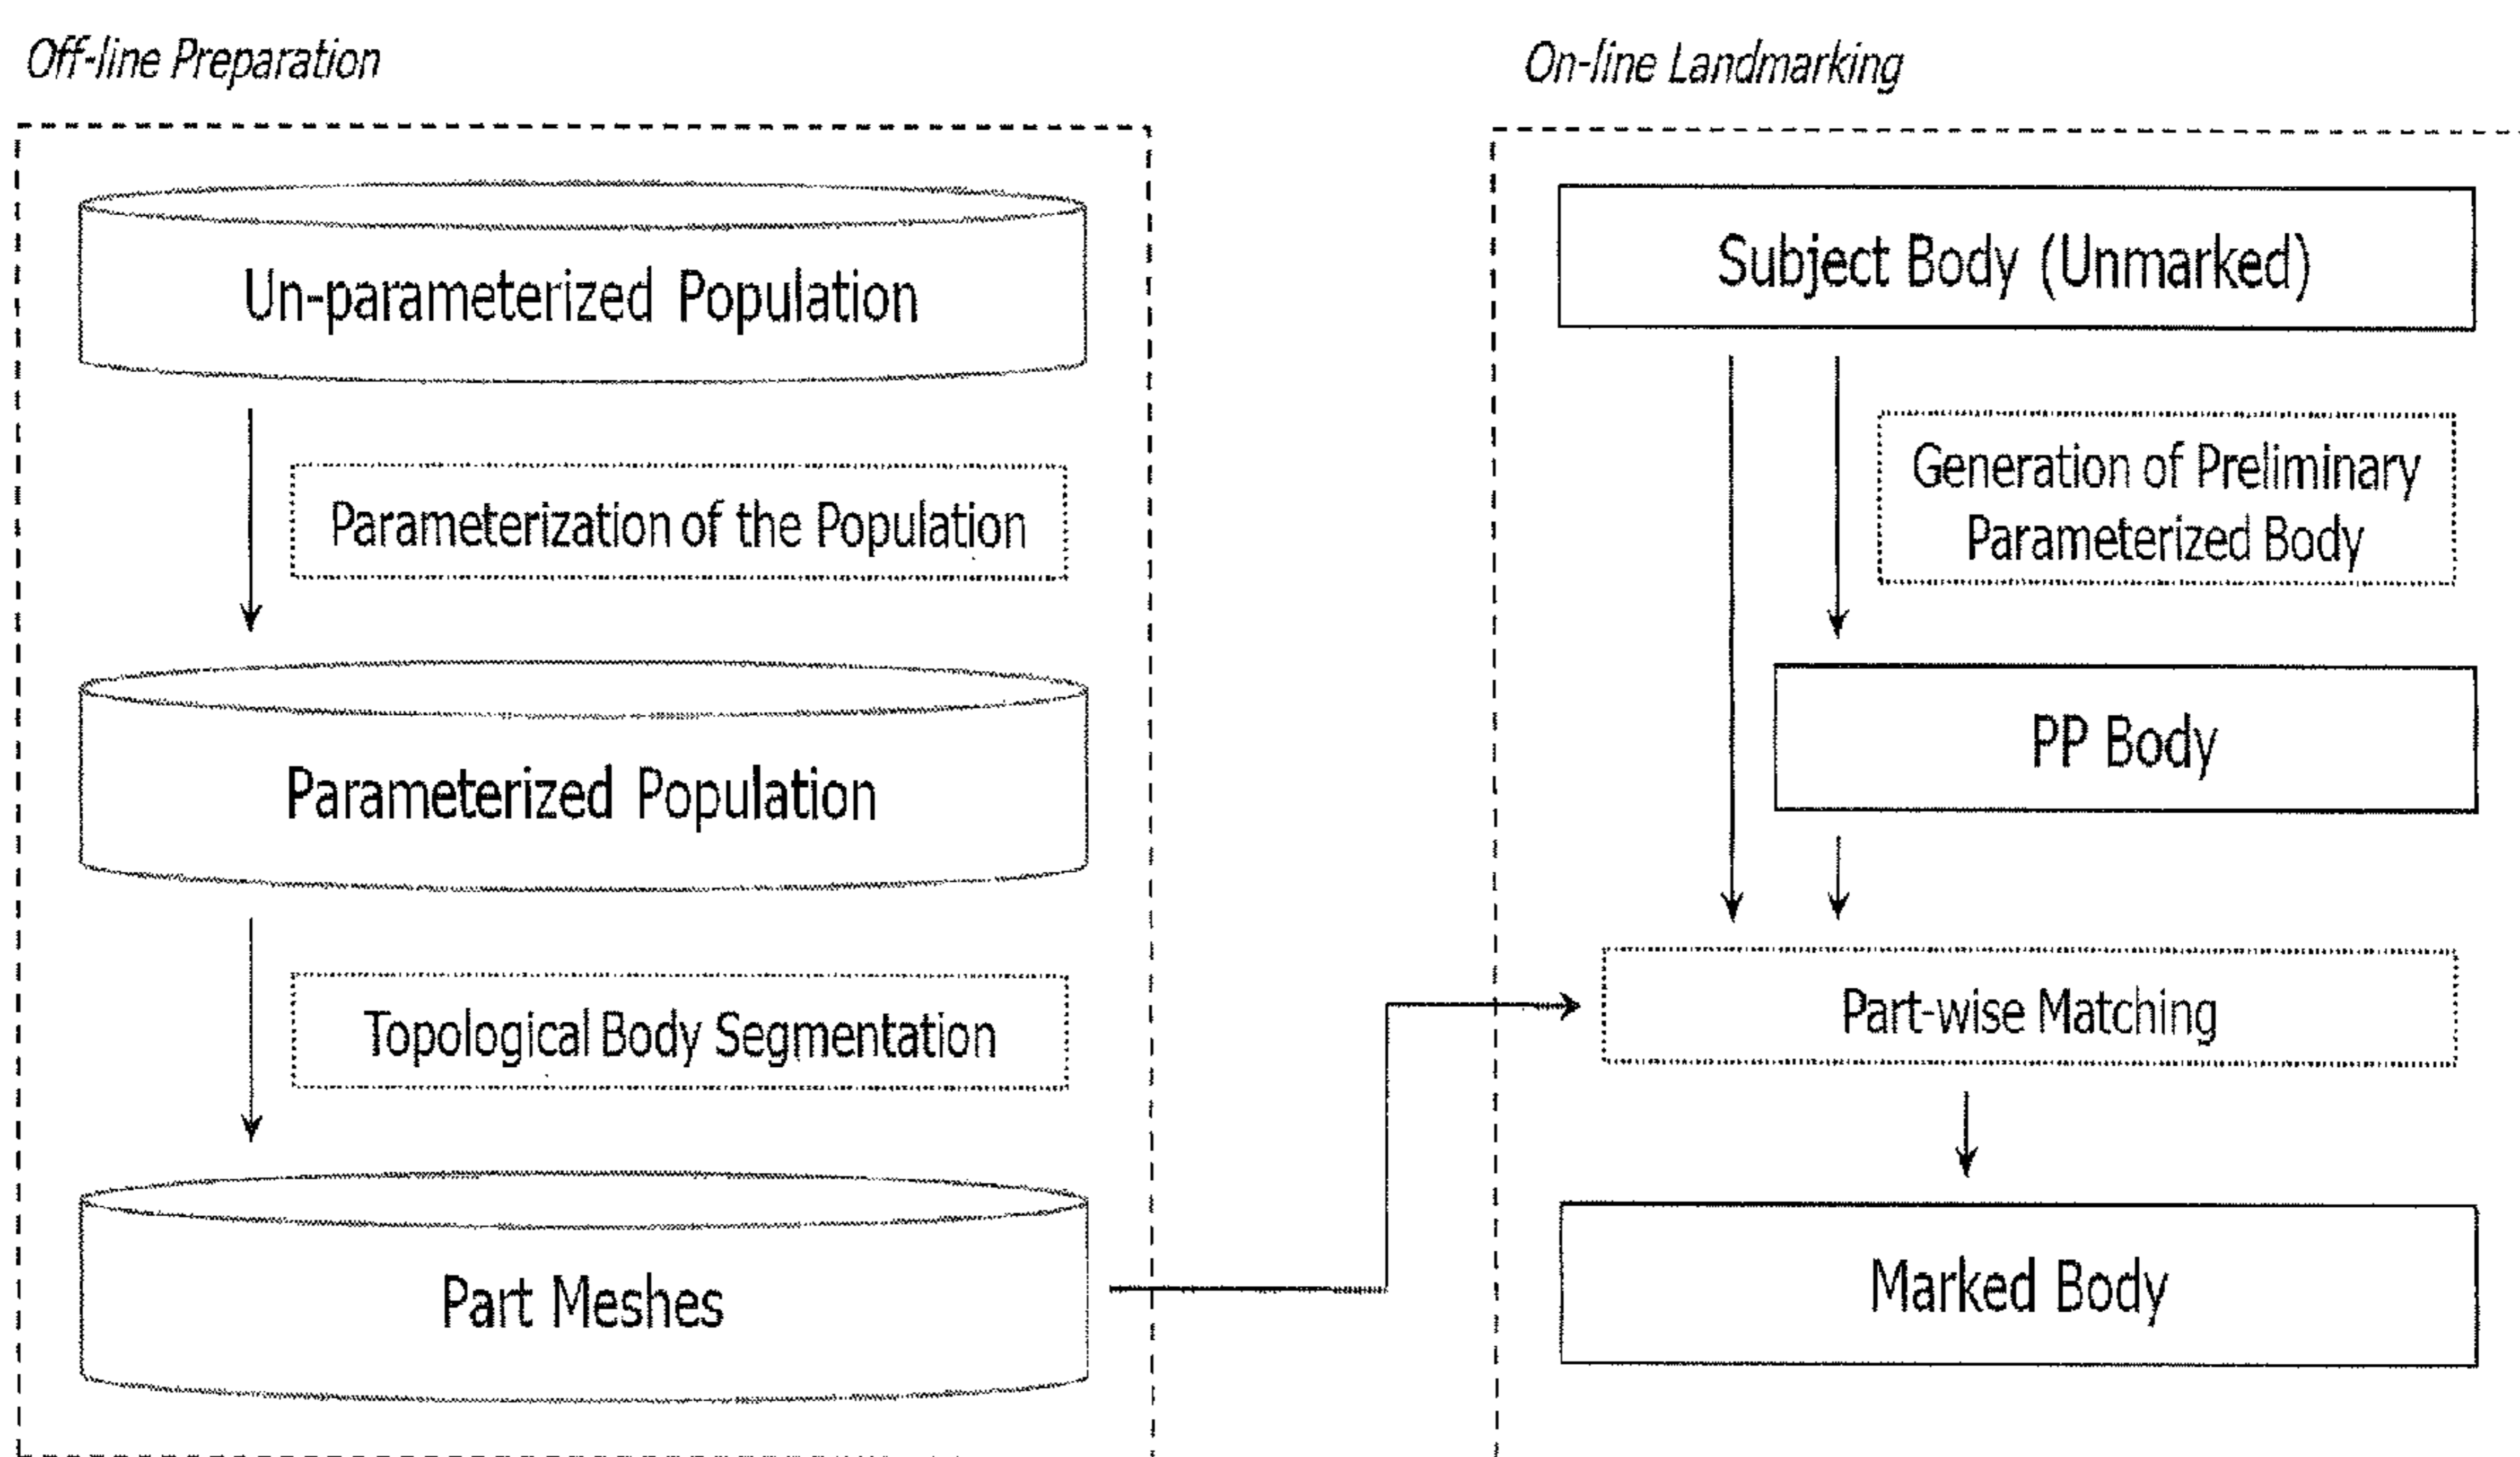 Off-line Preparation
Un-parameterized Population
Parameterization of the Population
Parameterized Population
Topological Body Segmentation
Part Meshes
On-line Landmarking
Subject Body (Unmarked)
Generation of Preliminary
Parameterized Body
PP Body
Part-wise Matching
Marked Body